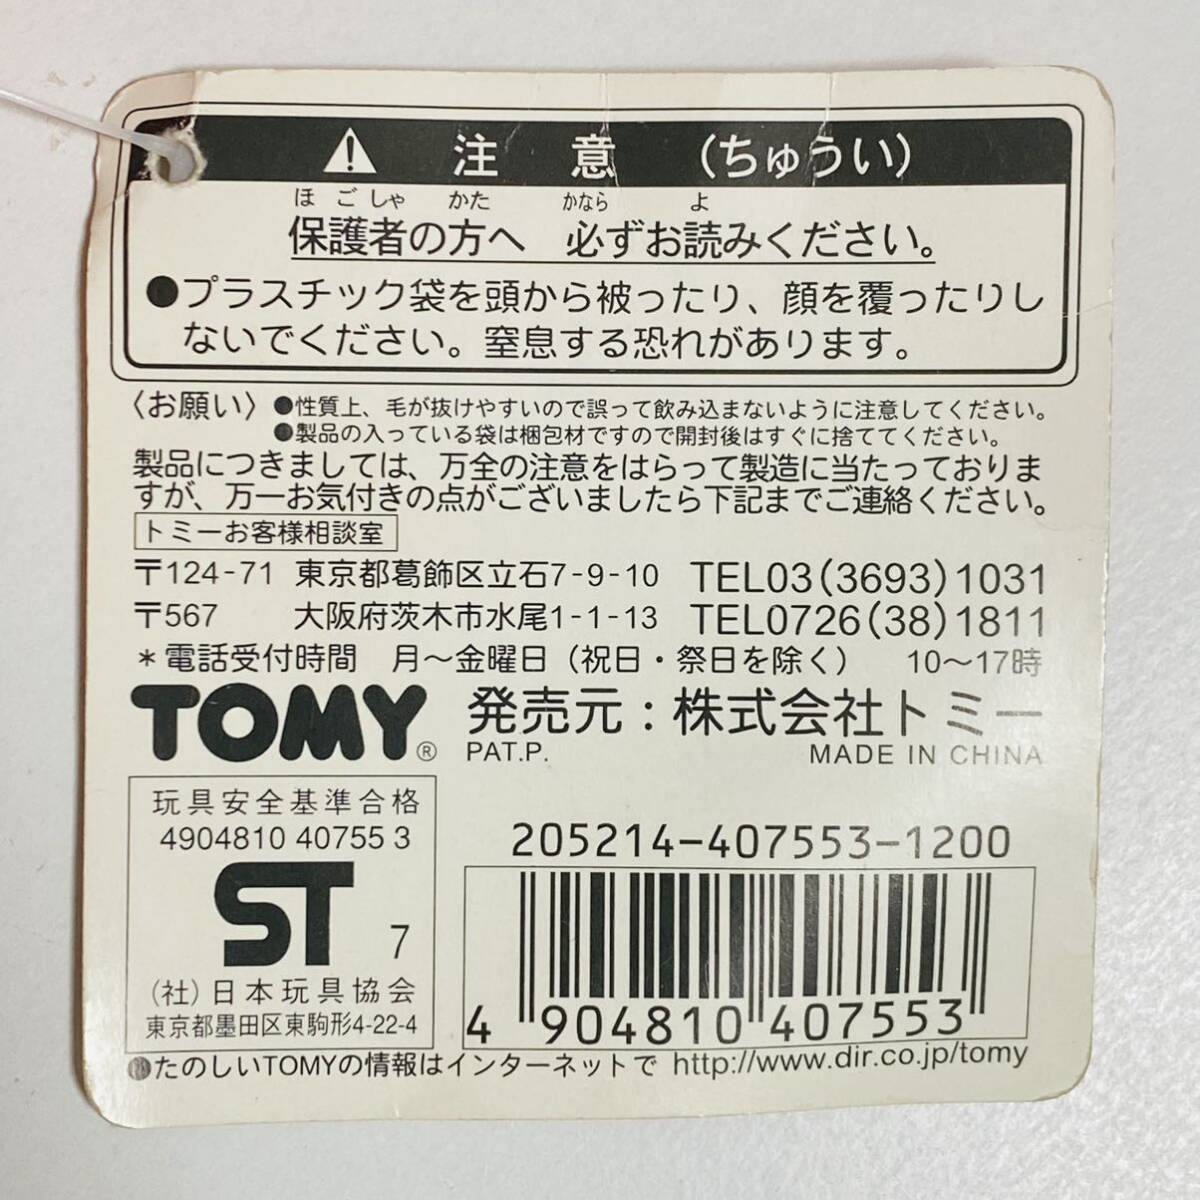 注意 (ちゅうい)
ほごしゃ かた かなら よ
保護者の方へ 必ずお読みください。
●プラスチック袋を頭から被ったり、顔を覆ったりし
ないでください。窒息する恐れがあります。
〈お願い〉●性質上、毛が抜けやすいので誤って飲み込まないように注意してください。
●製品の入っている袋は梱包材ですので開封後はすぐに捨ててください。
製品につきましては、万全の注意をはらって製造に当たっておりま
すが、万一お気付きの点がございましたら下記までご連絡ください。
トミーお客様相談室
〒124-71 東京都葛飾区立石7-9-10 TEL03(3693)1031
〒567 大阪府茨木市水尾1-1-13 TEL0726(38)1811
*電話受付時間 月～金曜日(祝日・祭日を除く) 10～17時
TOMY® 発売元:株式会社トミー
PAT.P. MADE IN CHINA
玩具安全基準合格
4904810 40755 3
ST 7
(社)日本玩具協会
東京都墨田区東駒形4-22-4
205214-407553-1200
4 904810 407553
●たのしいTOMYの情報はインターネットで http://www.dir.co.jp/tomy